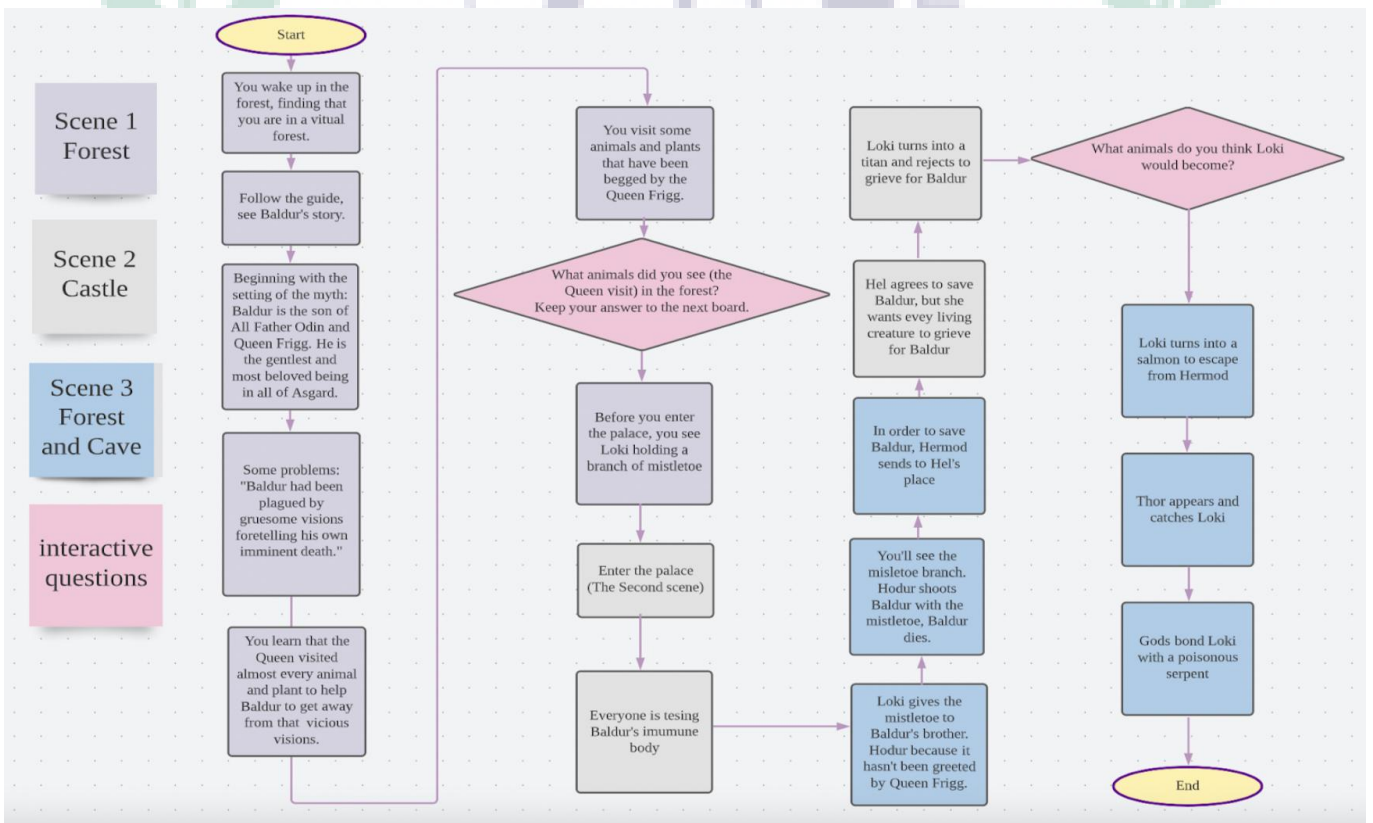 Scene 1
Forest
Scene 2
Castle
Scene 3
Forest
and Cave
interactive
questions
Start
You wake up in the
forest, finding that
you are in a vitual
forest.
Follow the guide,
see Baldur's story.
Beginning with the
setting of the myth:
Baldur is the son of
All Father Odin and
Queen Frigg. He is
the gentlest and
most beloved being
in all of Asgard.
Some problems:
"Baldur had been
plagued by
gruesome visions
foretelling his own
imminent death."
You learn that the
Queen visited
almost every animal
and plant to help
Baldur to get away
from that vicious
visions.
You visit some
animals and plants
that have been
begged by the
Queen Frigg.
What animals did you see (the
Queen visit) in the forest?
Keep your answer to the next board.
Before you enter
the palace, you see
Loki holding a
branch of mistletoe
Enter the palace
(The Second scene)
Everyone is tesing
Baldur's imumune
body
Loki gives the
mistletoe to
Baldur's brother.
Hodur because it
hasn't been greeted
by Queen Frigg.
You'll see the
misletoe branch.
Hodur shoots
Baldur with the
mistletoe, Baldur
dies.
In order to save
Baldur, Hermod
sends to Hel's
place
Hel agrees to save
Baldur, but she
wants evey living
creature to grieve
for Baldur
Loki turns into a
titan and rejects to
grieve for Baldur
What animals do you think Loki
would become?
Loki turns into a
salmon to escape
from Hermod
Thor appears and
catches Loki
Gods bond Loki
with a poisonous
serpent
End